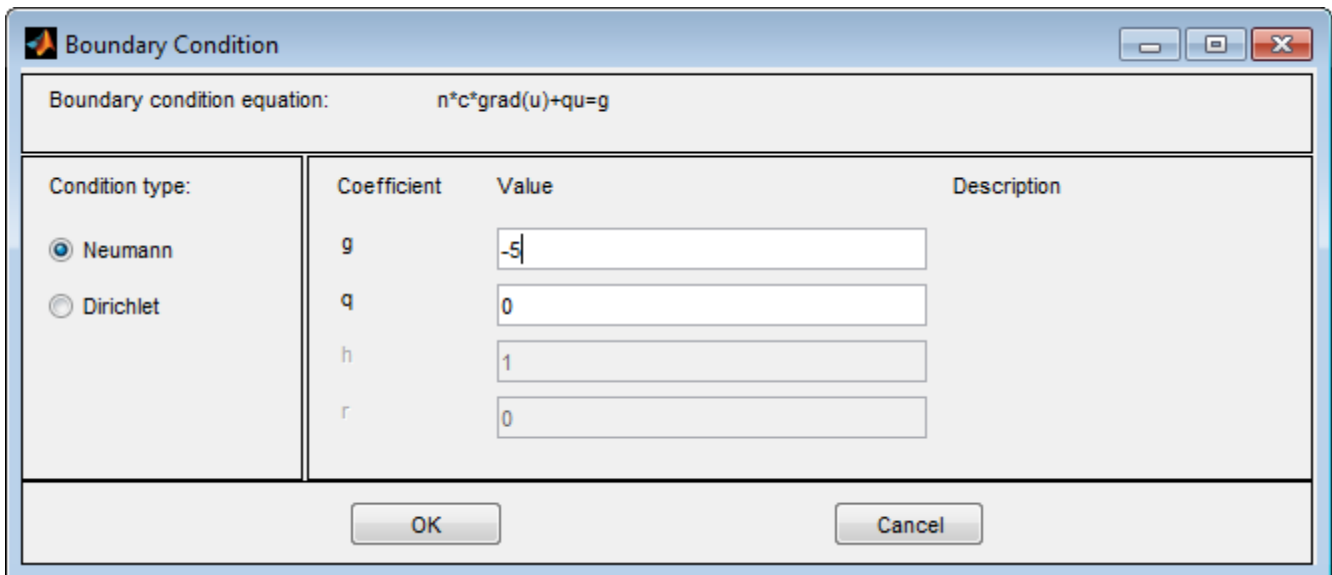 Boundary Condition
Boundary condition equation: n*c*grad(u)+qu=g
Condition type:
Neumann
Dirichlet
Coefficient Value Description
g -5
q 0
h 1
r 0
OK Cancel